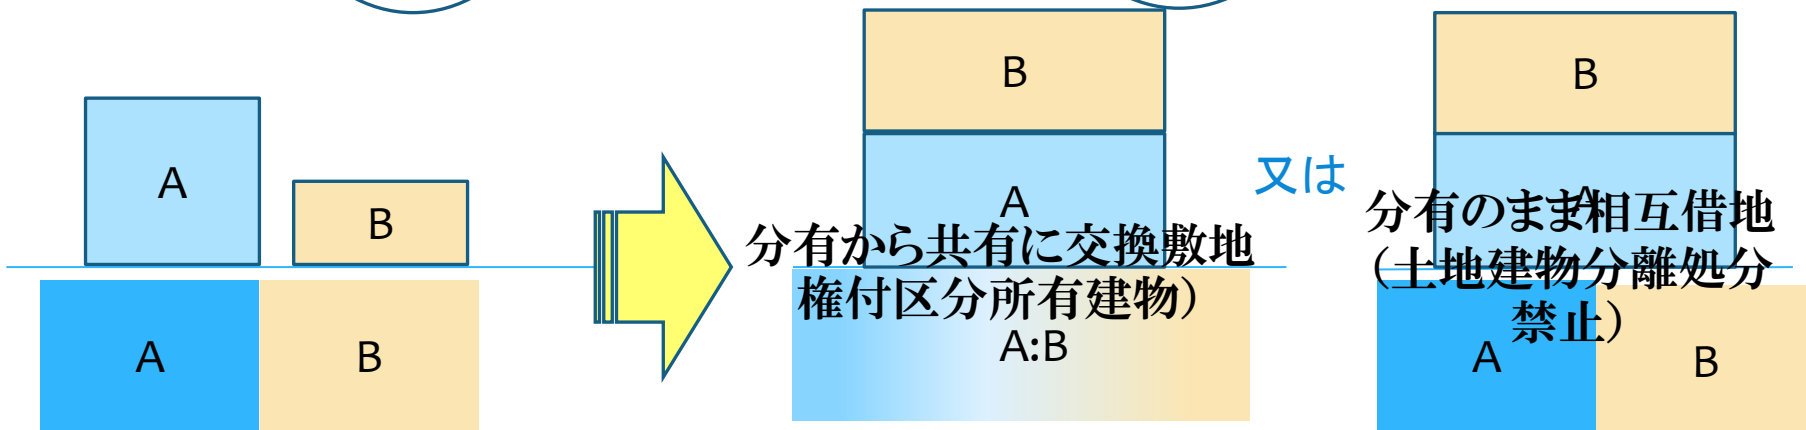 A
B
A
B
B
A
分有から共有に交換敷地
権付区分所有建物）
A:B
又は
B
A
分有のまま相互借地
（土地建物分離処分
禁止）
A
B